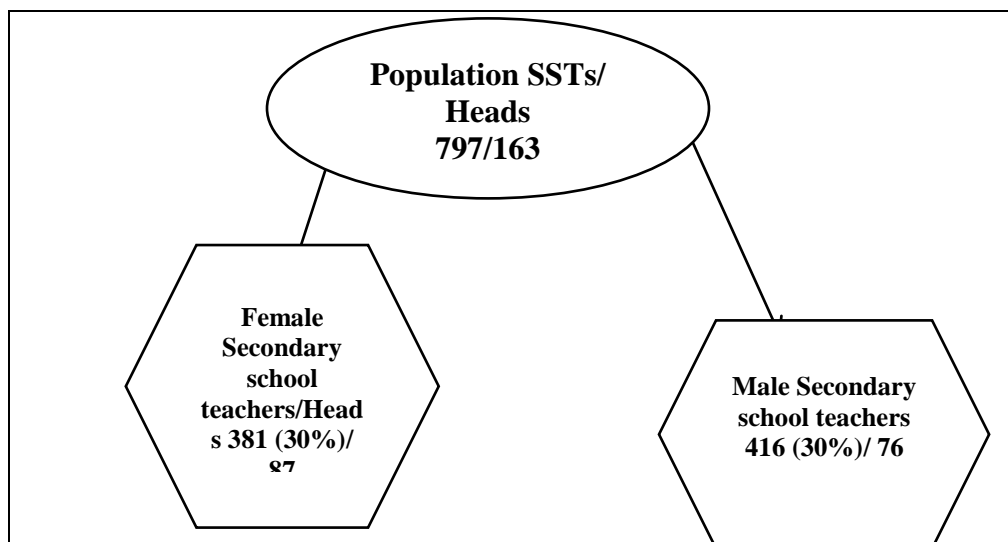 Population SSTs/
Heads
797/163
Female
Secondary
school
teachers/Head
s 381 (30%)/
87
Male Secondary
school teachers
416 (30%)/ 76